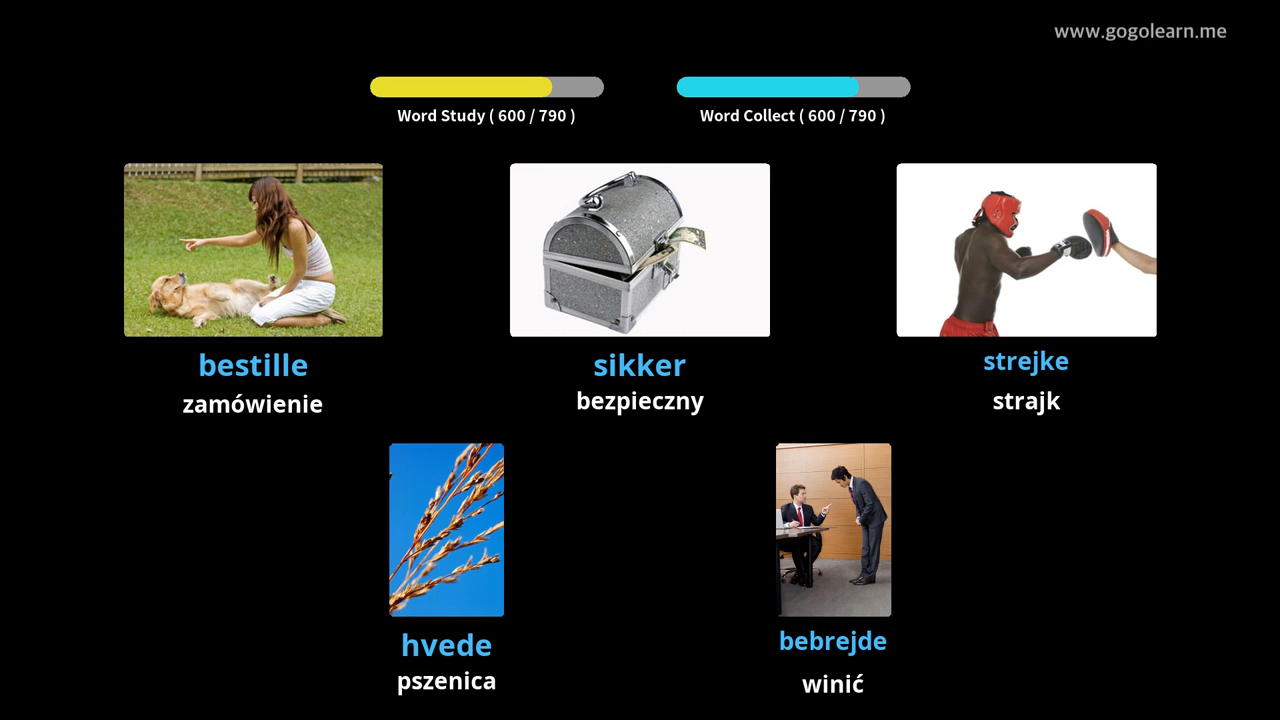 www.gogolearn.me
Word Study ( 600 / 790 )
Word Collect ( 600 / 790 )
bestille
zamówienie
sikker
bezpieczny
strejke
strajk
hvede
pszenica
bebrejde
winić